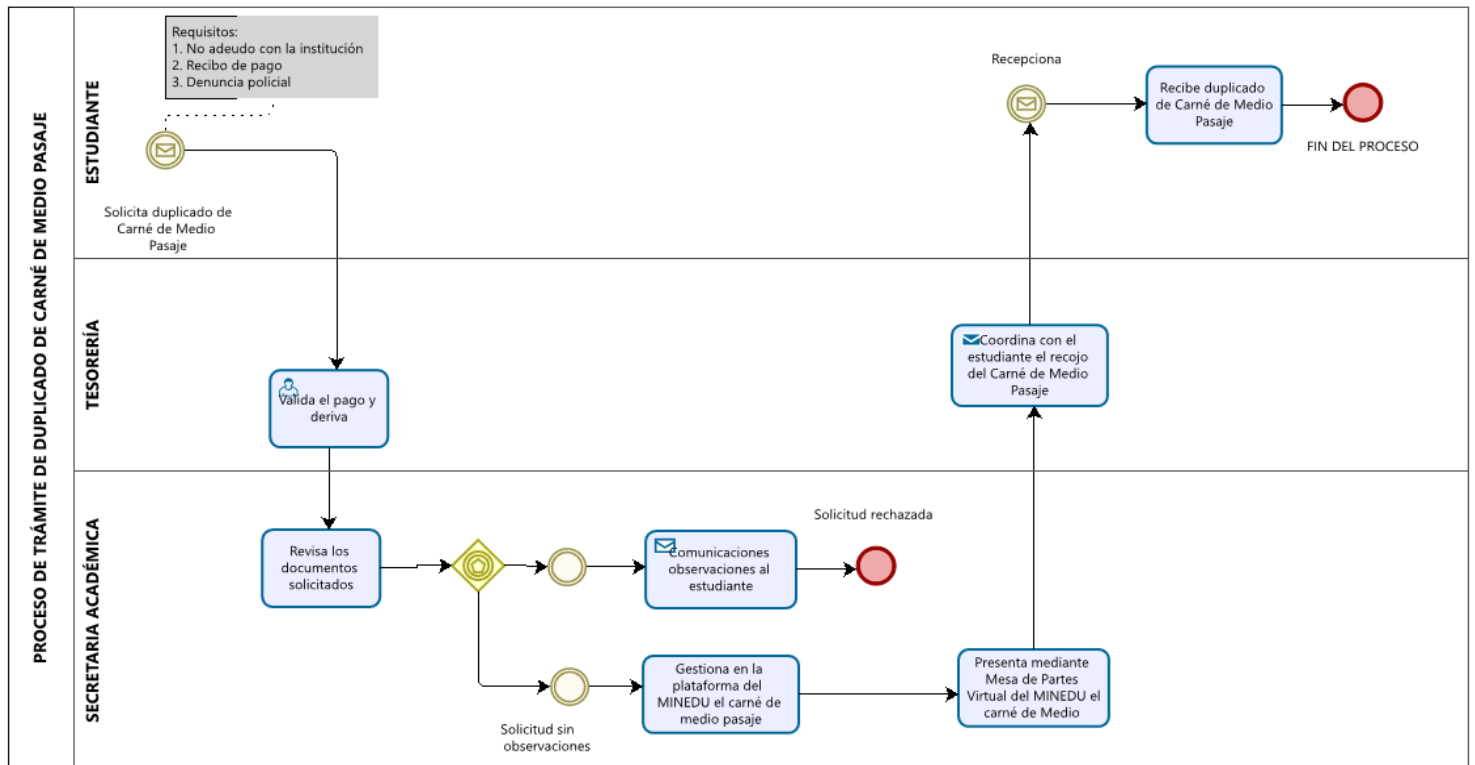 PROCESO DE TRÁMITE DE DUPLICADO DE CARNÉ DE MEDIO PASAJE
ESTUDIANTE
Requisitos:
1. No adeudo con la institución
2. Recibo de pago
3. Denuncia policial
Solicita duplicado de
Carné de Medio
Pasaje
Recepciona
Recibe duplicado
de Carné de Medio
Pasaje
FIN DEL PROCESO
TESORERÍA
Valida el pago y
deriva
Coordina con el
estudiante el recojo
del Carné de Medio
Pasaje
SECRETARIA ACADÉMICA
Revisa los
documentos
solicitados
Comunicaciones
observaciones al
estudiante
Solicitud rechazada
Solicitud sin
observaciones
Gestiona en la
plataforma del
MINEDU el carné de
medio pasaje
Presenta mediante
Mesa de Partes
Virtual del MINEDU el
carné de Medio